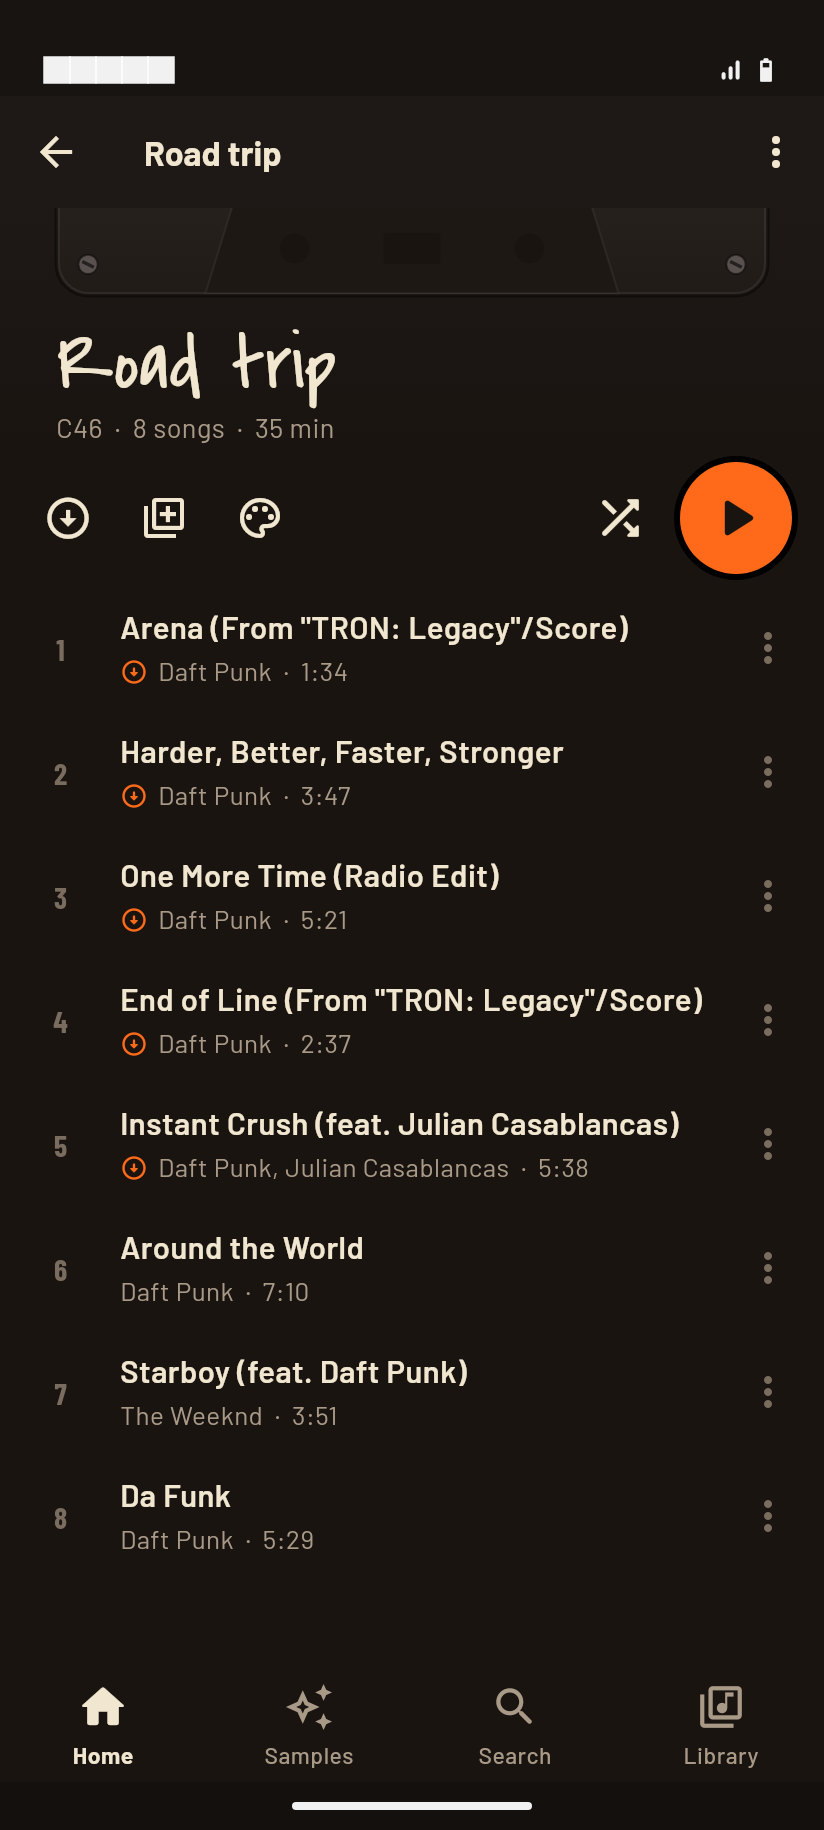 Road trip
Road trip
C46 · 8 songs · 35 min
1
Arena (From "TRON: Legacy"/Score)
Daft Punk · 1:34
2
Harder, Better, Faster, Stronger
Daft Punk · 3:47
3
One More Time (Radio Edit)
Daft Punk · 5:21
4
End of Line (From "TRON: Legacy"/Score)
Daft Punk · 2:37
5
Instant Crush (feat. Julian Casablancas)
Daft Punk, Julian Casablancas · 5:38
6
Around the World
Daft Punk · 7:10
7
Starboy (feat. Daft Punk)
The Weeknd · 3:51
8
Da Funk
Daft Punk · 5:29
Home Samples Search Library